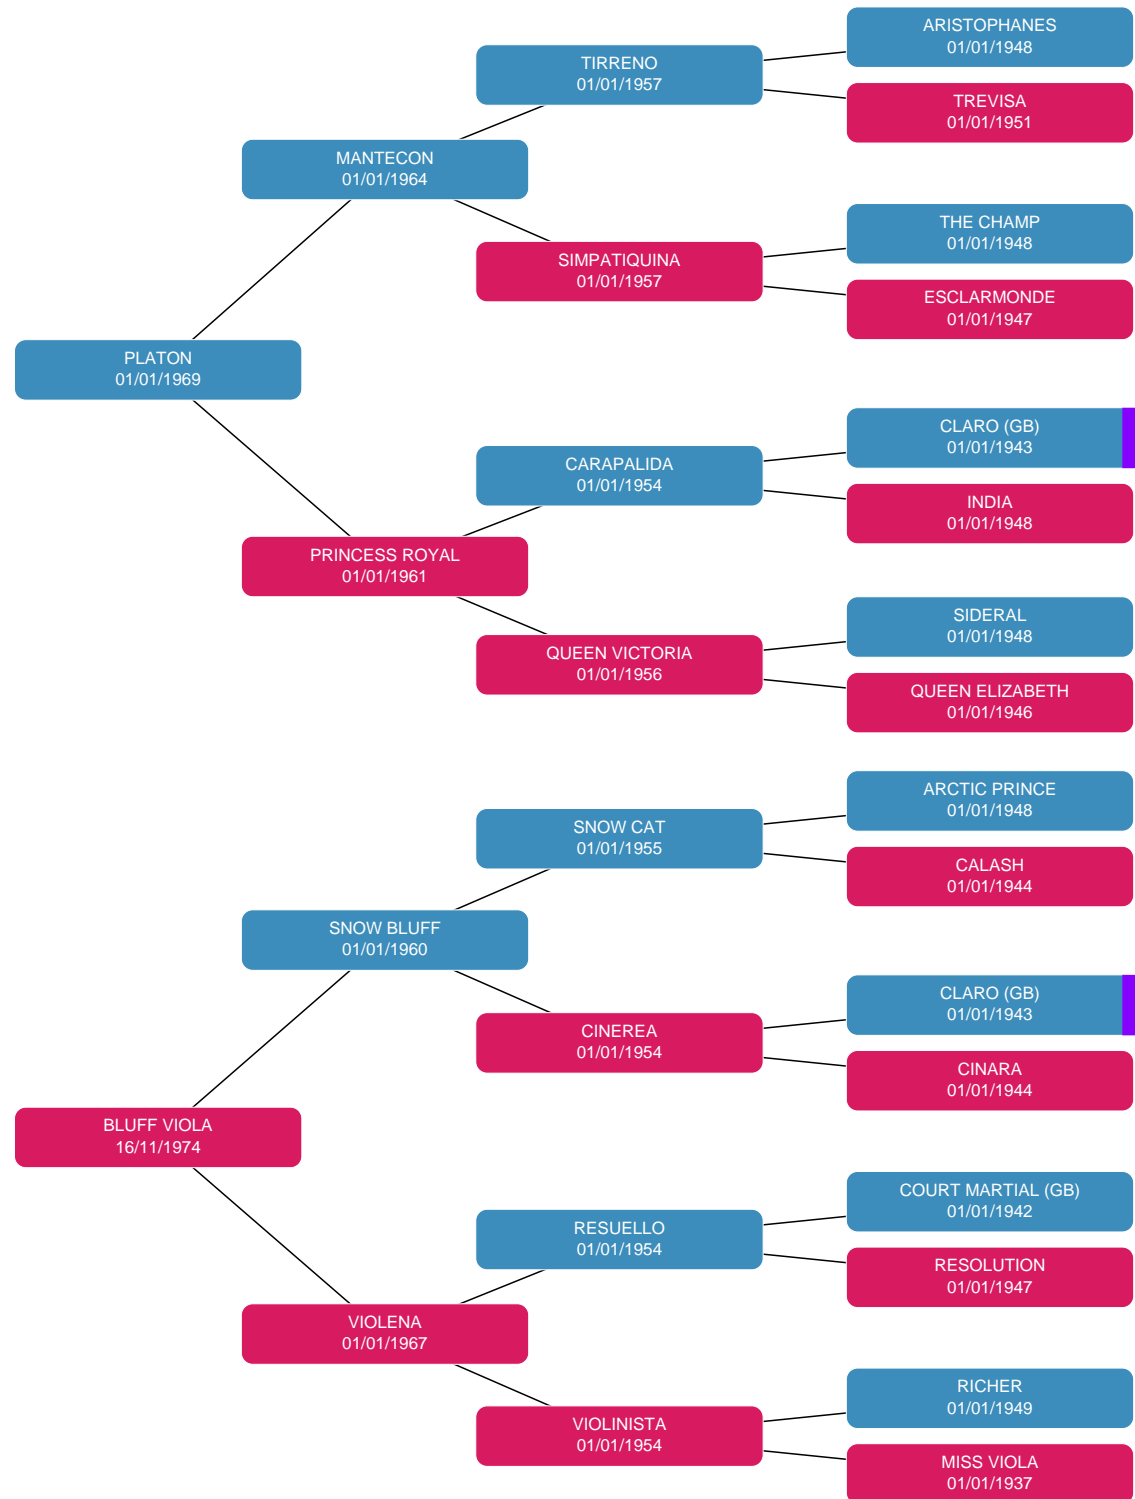 ARISTOPHANES
01/01/1948
TIRRENO
01/01/1957
TREVISA
01/01/1951
MANTECON
01/01/1964
THE CHAMP
01/01/1948
SIMPATIQUINA
01/01/1957
ESCLARMONDE
01/01/1947
PLATON
01/01/1969
CLARO (GB)
01/01/1943
CARAPALIDA
01/01/1954
INDIA
01/01/1948
PRINCESS ROYAL
01/01/1961
SIDERAL
01/01/1948
QUEEN VICTORIA
01/01/1956
QUEEN ELIZABETH
01/01/1946
ARCTIC PRINCE
01/01/1948
SNOW CAT
01/01/1955
CALASH
01/01/1944
SNOW BLUFF
01/01/1960
CLARO (GB)
01/01/1943
CINEREA
01/01/1954
CINARA
01/01/1944
BLUFF VIOLA
16/11/1974
COURT MARTIAL (GB)
01/01/1942
RESUELLO
01/01/1954
RESOLUTION
01/01/1947
VIOLENA
01/01/1967
RICHER
01/01/1949
VIOLINISTA
01/01/1954
MISS VIOLA
01/01/1937